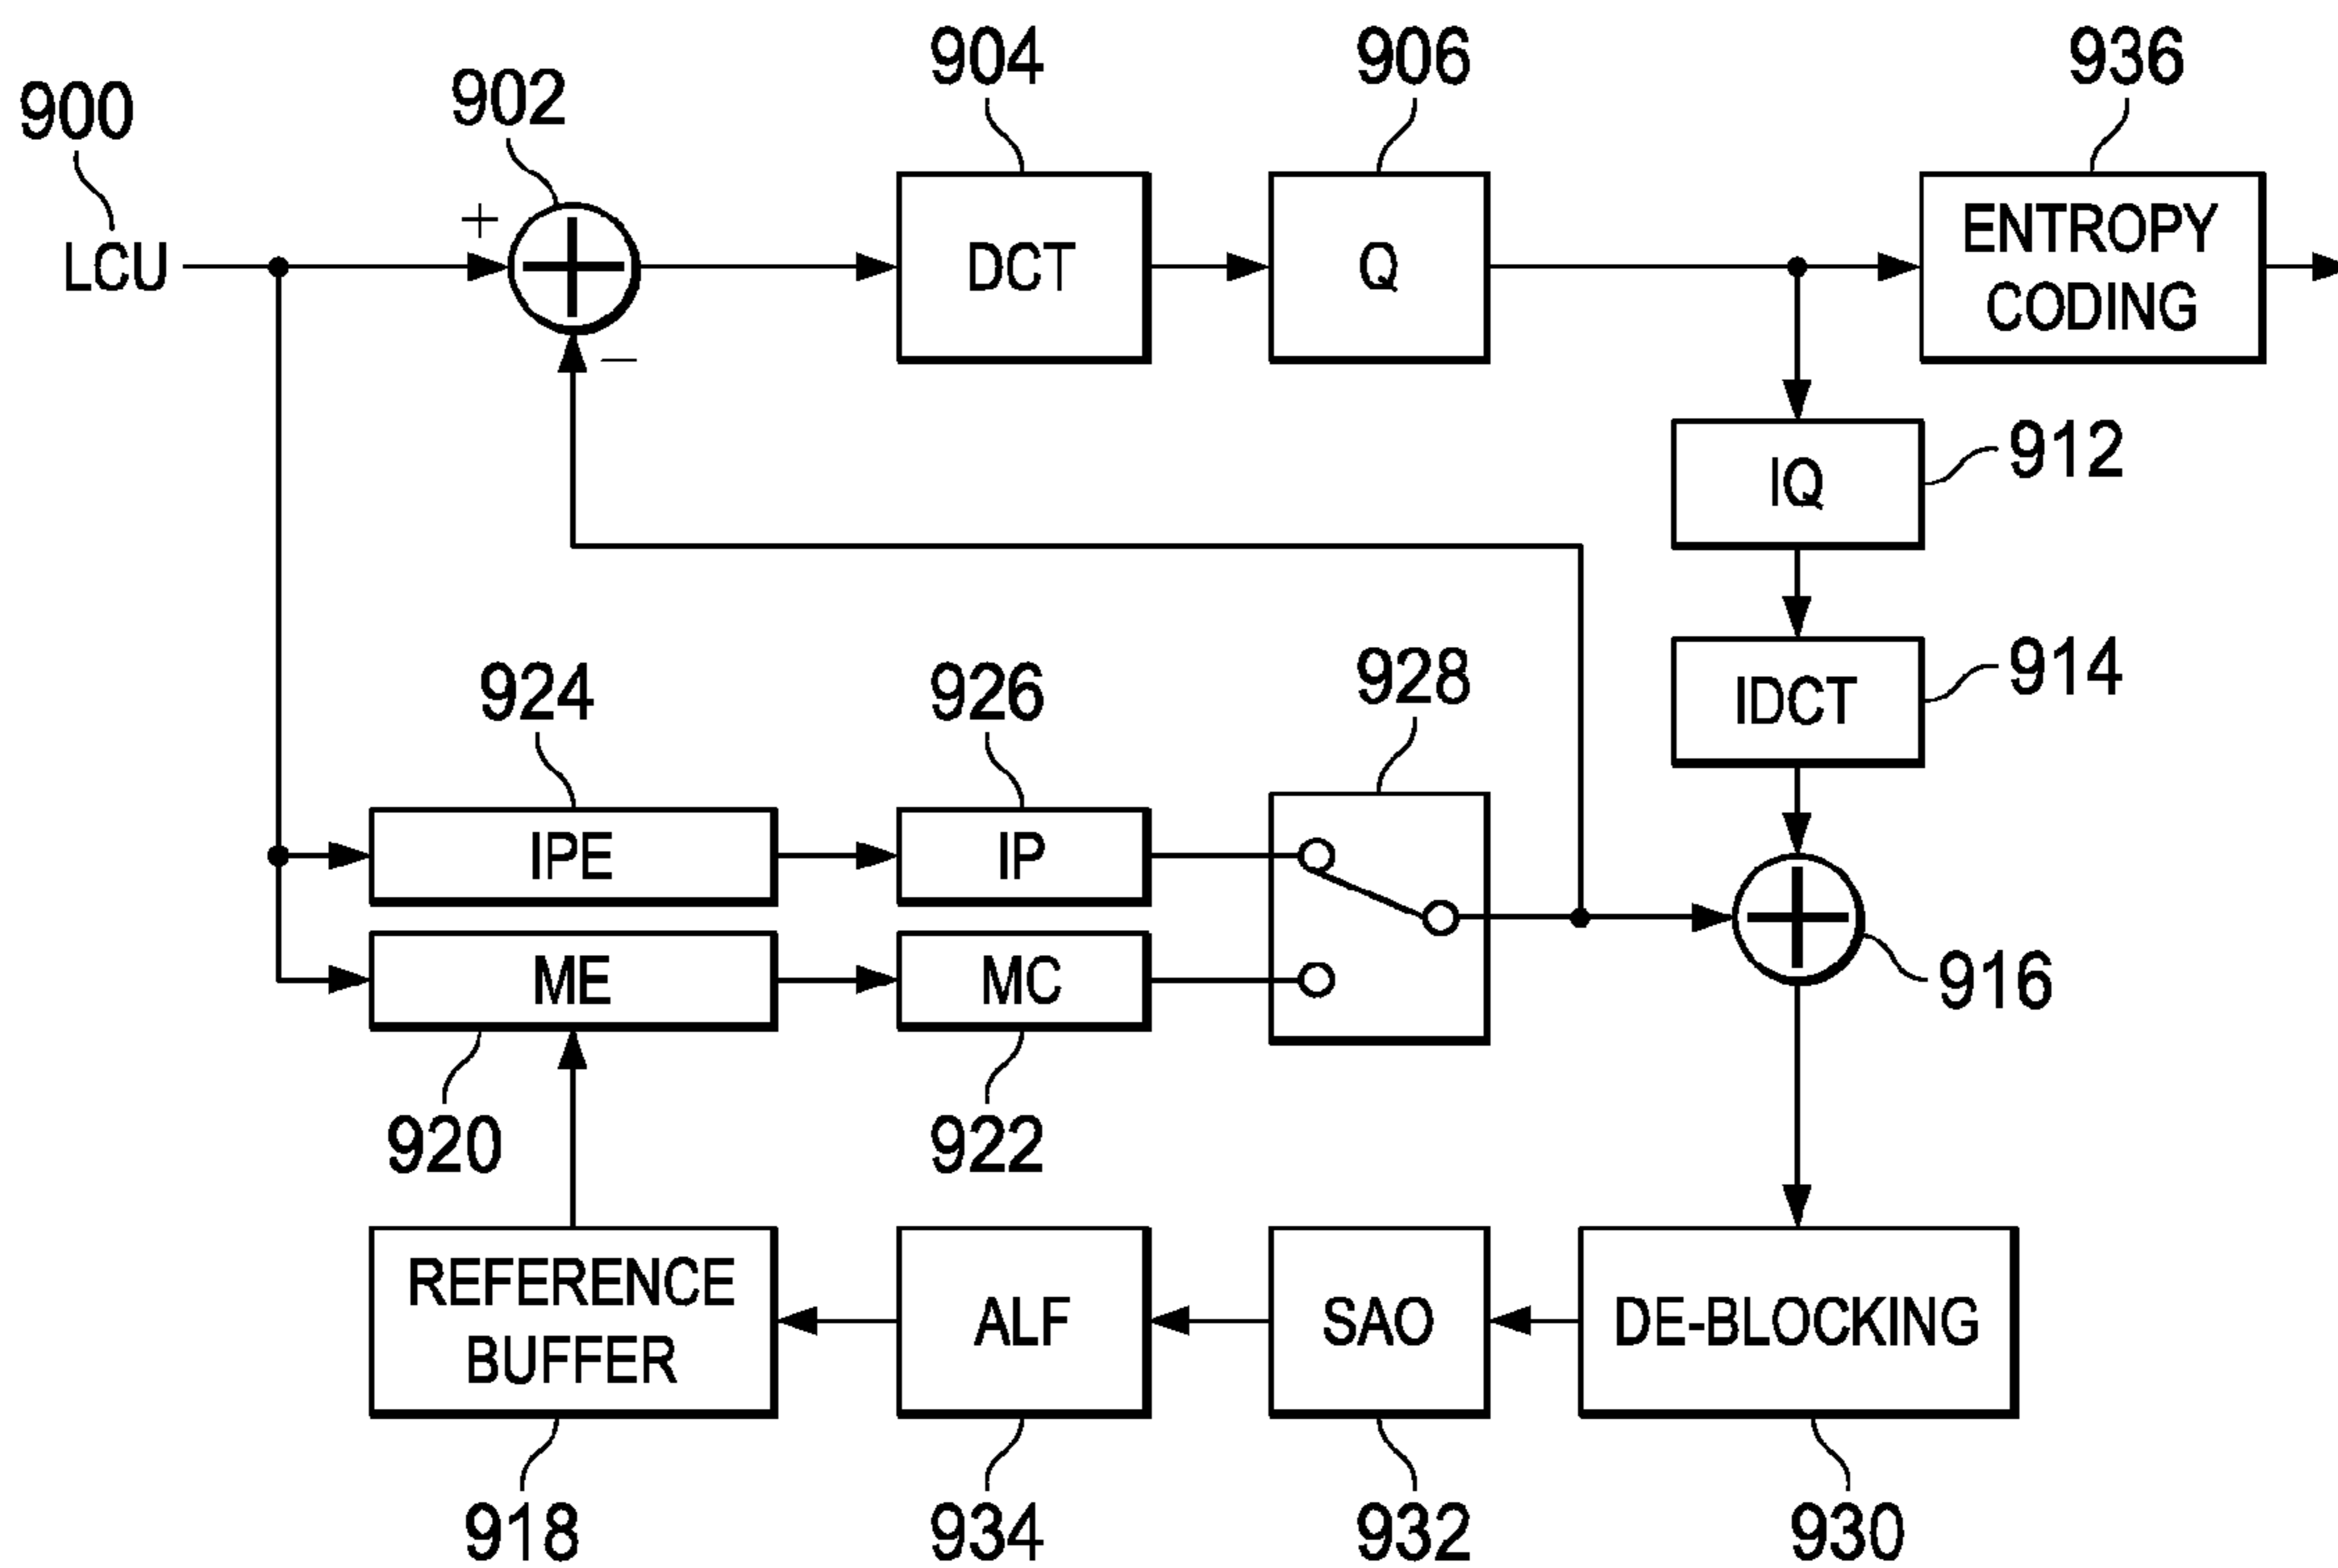 904
906
936
900
902
+
LCU
DCT
Q
ENTROPY
CODING
−
IQ
912
924
926
928
IDCT
914
IPE
IP
ME
MC
916
920
922
REFERENCE
BUFFER
ALF
SAO
DE-BLOCKING
918
934
932
930